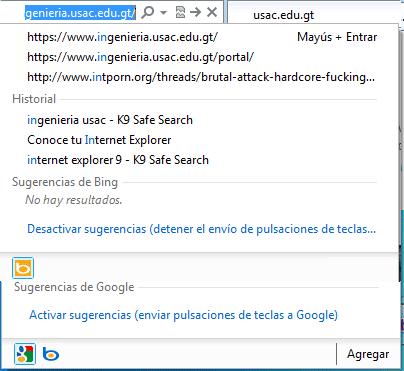 genieria.usac.edu.gt/
usac.edu.gt
https://www.ingenieria.usac.edu.gt/ Mayús + Entrar
https://www.ingenieria.usac.edu.gt/portal/
http://www.intporn.org/threads/brutal-attack-hardcore-fucking...
Historial
ingenieria usac - K9 Safe Search
Conoce tu Internet Explorer
internet explorer 9 - K9 Safe Search
Sugerencias de Bing
No hay resultados.
Desactivar sugerencias (detener el envío de pulsaciones de teclas...
Sugerencias de Google
Activar sugerencias (enviar pulsaciones de teclas a Google)
Agregar